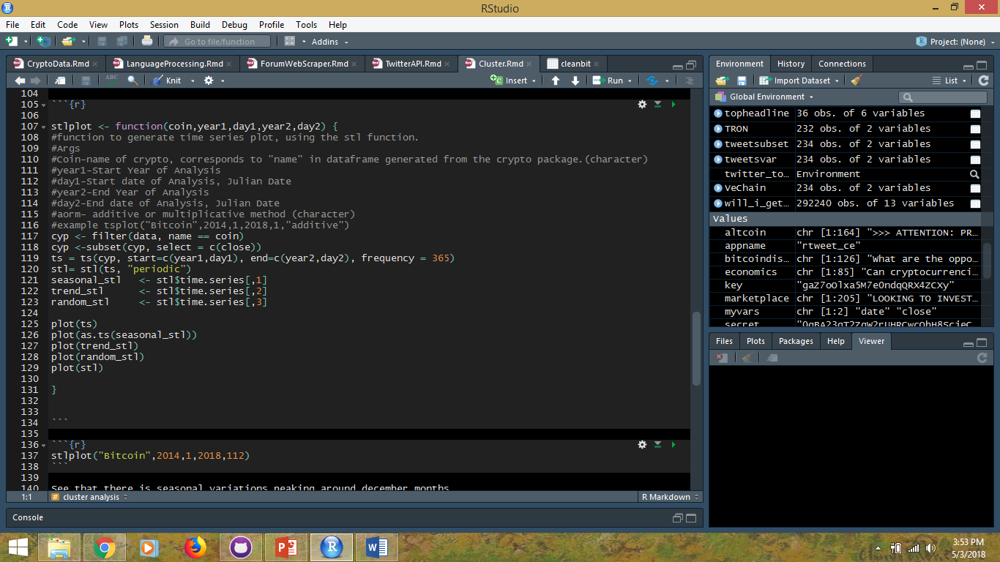 RStudio
File Edit Code View Plots Session Build Debug Profile Tools Help
Go to file/function Addins Project: (None)
CryptoData.Rmd LanguageProcessing.Rmd ForumWebScraper.Rmd TwitterAPI.Rmd Cluster.Rmd cleanbit
ABC Knit Insert Run
104
105 ```{r}
106
107 stlplot <- function(coin,year1,day1,year2,day2) {
108 #function to generate time series plot, using the stl function.
109 #Args
110 #Coin-name of crypto, corresponds to "name" in dataframe generated from the crypto package.(character)
111 #year1-Start Year of Analysis
112 #day1-Start date of Analysis, Julian Date
113 #year2-End Year of Analysis
114 #day2-End date of Analysis, Julian Date
115 #aorm- additive or multiplicative method (character)
116 #example tsplot("Bitcoin",2014,1,2018,1,"additive")
117 cyp <- filter(data, name == coin)
118 cyp <-subset(cyp, select = c(close))
119 ts = ts(cyp, start=c(year1,day1), end=c(year2,day2), frequency = 365)
120 stl= stl(ts, "periodic")
121 seasonal_stl <- stl$time.series[,1]
122 trend_stl <- stl$time.series[,2]
123 random_stl <- stl$time.series[,3]
124
125 plot(ts)
126 plot(as.ts(seasonal_stl))
127 plot(trend_stl)
128 plot(random_stl)
129 plot(stl)
130
131 }
132
133
134 ```
135
136 ```{r}
137 stlplot("Bitcoin",2014,1,2018,112)
138 ```
139
140 See that there is seasonal variations peaking around december months
1:1 # cluster analysis R Markdown
Console
Environment History Connections
Import Dataset List
Global Environment
topheadline 36 obs. of 6 variables
TRON 232 obs. of 2 variables
tweetsubset 234 obs. of 2 variables
tweetsvar 234 obs. of 2 variables
twitter_to… Environment
VeChain 234 obs. of 2 variables
will_i_get… 292240 obs. of 13 variables
Values
altcoin chr [1:164] ">>> ATTENTION: PR…
appname "rtweet_ce"
bitcoindis… chr [1:126] "What are the oppo…
economics chr [1:85] "Can cryptocurrenci…
key "gaZ7oOlxa5M7eOndqQRX4ZCXy"
marketplace chr [1:205] "LOOKING TO INVEST…
myvars chr [1:2] "date" "close"
secret
Files Plots Packages Help Viewer
3:53 PM
5/3/2018